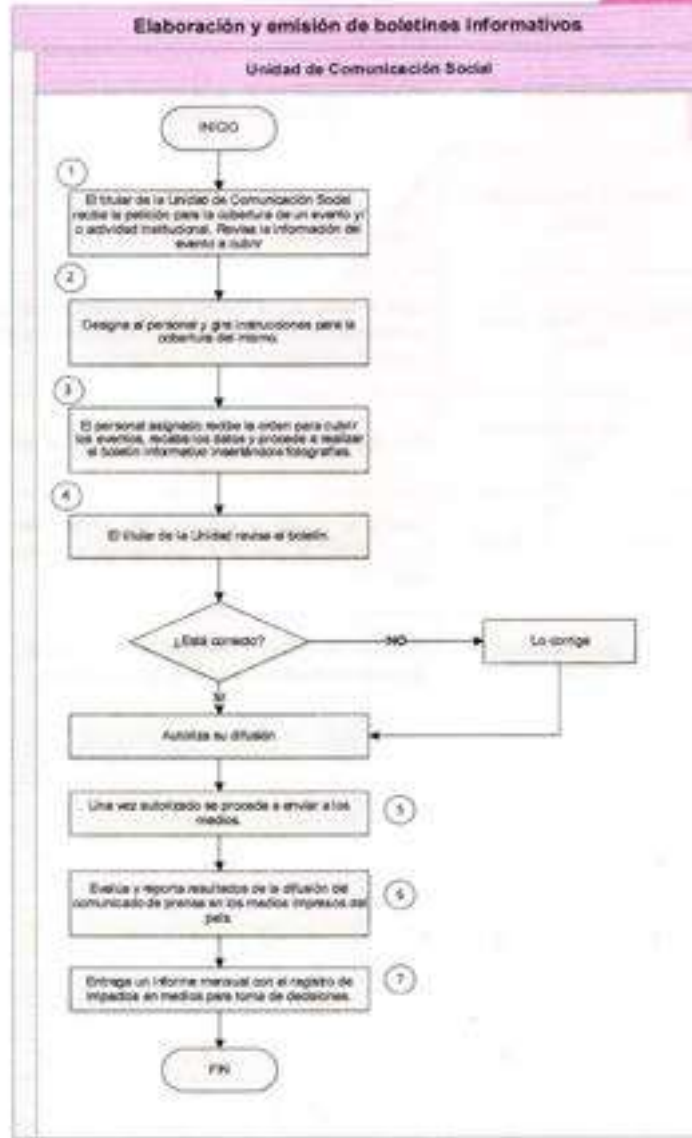 Elaboración y emisión de boletines informativos
Unidad de Comunicación Social
INICIO
1
El titular de la Unidad de Comunicación Social
recibe la petición para la cobertura de un evento y/
o actividad institucional. Revisa la información del
evento a cubrir
2
Designa al personal y gira instrucciones para la
cobertura del mismo.
3
El personal asignado recibe la orden para cubrir
los eventos, recaba los datos y procede a realizar
el boletín informativo insertándole fotografías.
4
El titular de la Unidad revisa el boletín.
¿Está correcto?
NO
Lo corrige
SI
Autoriza su difusión
Una vez autorizado se procede a enviar a los
medios.
5
Evalúa y reporta resultados de la difusión del
comunicado de prensa en los medios impresos del
país.
6
Entrega un informe mensual con el registro de
impactos en medios para toma de decisiones.
7
FIN